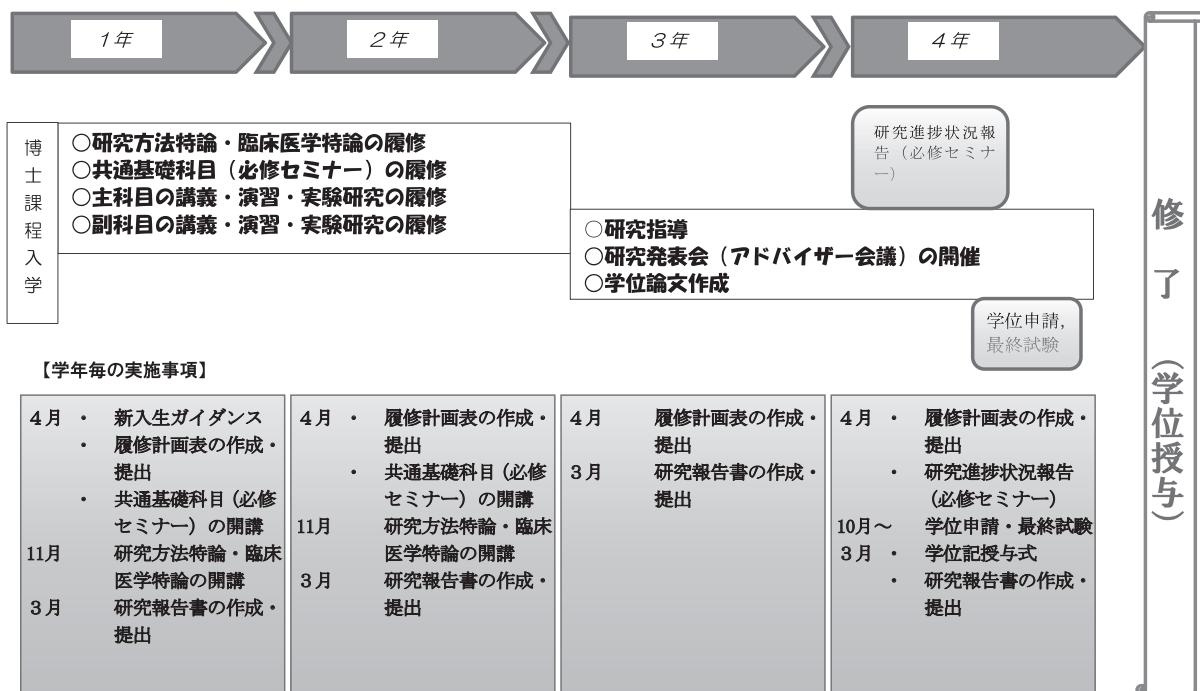 1年
2年
3年
4年
博士課程入学
○研究方法特論・臨床医学特論の履修
○共通基礎科目（必修セミナー）の履修
○主科目の講義・演習・実験研究の履修
○副科目の講義・演習・実験研究の履修
研究進捗状況報
告（必修セミナ
ー）
○研究指導
○研究発表会（アドバイザー会議）の開催
○学位論文作成
学位申請,
最終試験
修了（学位授与）
【学年毎の実施事項】
4月 ・ 新入生ガイダンス
・ 履修計画表の作成・
提出
・ 共通基礎科目（必修
セミナー）の開講
11月 研究方法特論・臨床
医学特論の開講
3月 研究報告書の作成・
提出
4月 ・ 履修計画表の作成・
提出
・ 共通基礎科目（必修
セミナー）の開講
11月 研究方法特論・臨床
医学特論の開講
3月 研究報告書の作成・
提出
4月 履修計画表の作成・
提出
3月 研究報告書の作成・
提出
4月 ・ 履修計画表の作成・
提出
・ 研究進捗状況報告
（必修セミナー）
10月～ 学位申請・最終試験
3月 ・ 学位記授与式
・ 研究報告書の作成・
提出